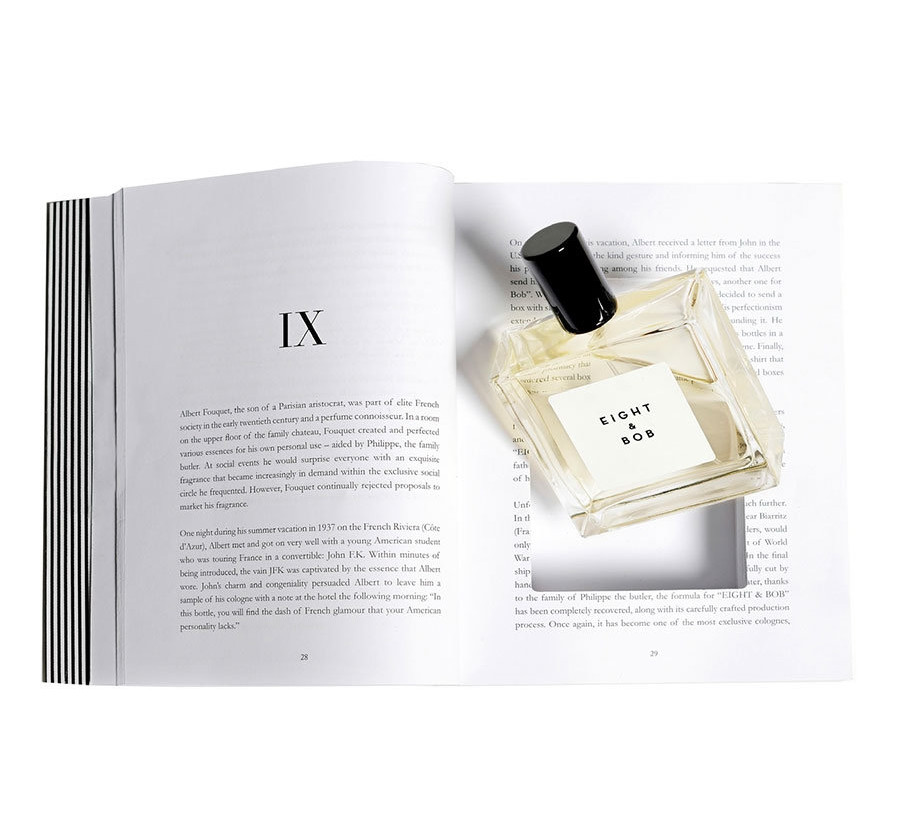 IX
Albert Fouquet, the son of a Parisian aristocrat, was part of elite French
society in the early twentieth century and a perfume connoisseur. In a room
on the upper floor of the family chateau, Fouquet created and perfected
various essences for his own personal use – aided by Philippe, the family
butler. At social events he would surprise everyone with an exquisite
fragrance that became increasingly in demand within the exclusive social
circle he frequented. However, Fouquet continually rejected proposals to
market his fragrance.
One night during his summer vacation in 1937 on the French Riviera (Côte
d'Azur), Albert met and got on very well with a young American student
who was touring France in a convertible: John F.K. Within minutes of
being introduced, the vain JFK was captivated by the essence that Albert
wore. John's charm and congeniality persuaded Albert to leave him a
sample of his cologne with a note at the hotel the following morning: “In
this bottle, you will find the dash of French glamour that your American
personality lacks.”
28
On is vacation, Albert received a letter from John in the
U.S. the kind gesture and informing him of the success
his among his friends. He requested that Albert
send another one for
Bob”. decided to send a
box with is perfectionism
unding it. He
bottles in a
Finally,
shirt that
several box boxes
EIGHT
&
BOB
and
of
Unf uch further.
In th ear Biarritz
(Fra would
only t of World
War In the final
ship fully cut by
hand thanks
to the family of Philippe the butler, the formula for “EIGHT & BOB”
has been completely recovered, along with its carefully crafted production
process. Once again, it has become one of the most exclusive colognes,
29